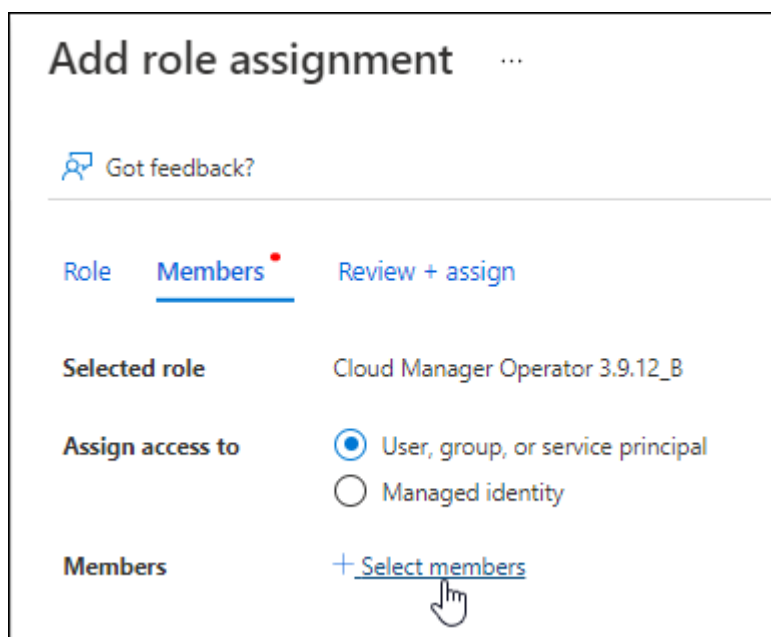 Add role assignment ...
Got feedback?
Role Members Review + assign
Selected role Cloud Manager Operator 3.9.12_B
Assign access to User, group, or service principal
Managed identity
Members + Select members